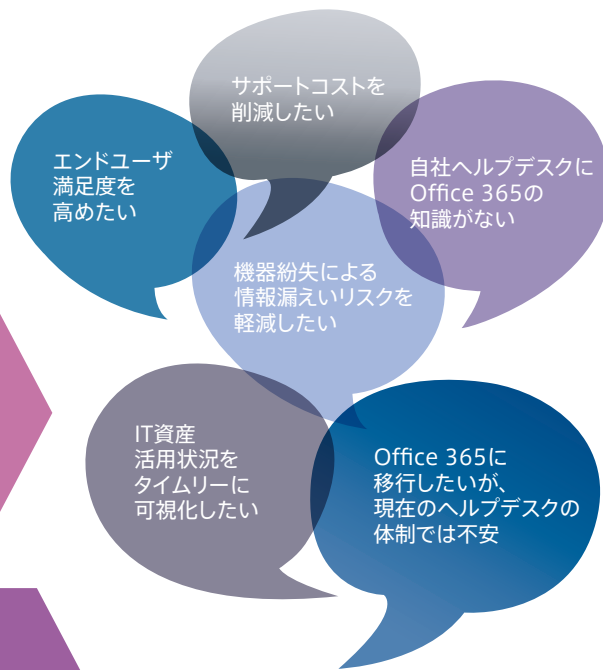 サポートコストを
削減したい
エンドユーザ
満足度を
高めたい
自社ヘルプデスクに
Office 365の
知識がない
機器紛失による
情報漏えいリスクを
軽減したい
IT資産
活用状況を
タイムリーに
可視化したい
Office 365に
移行したいが、
現在のヘルプデスクの
体制では不安